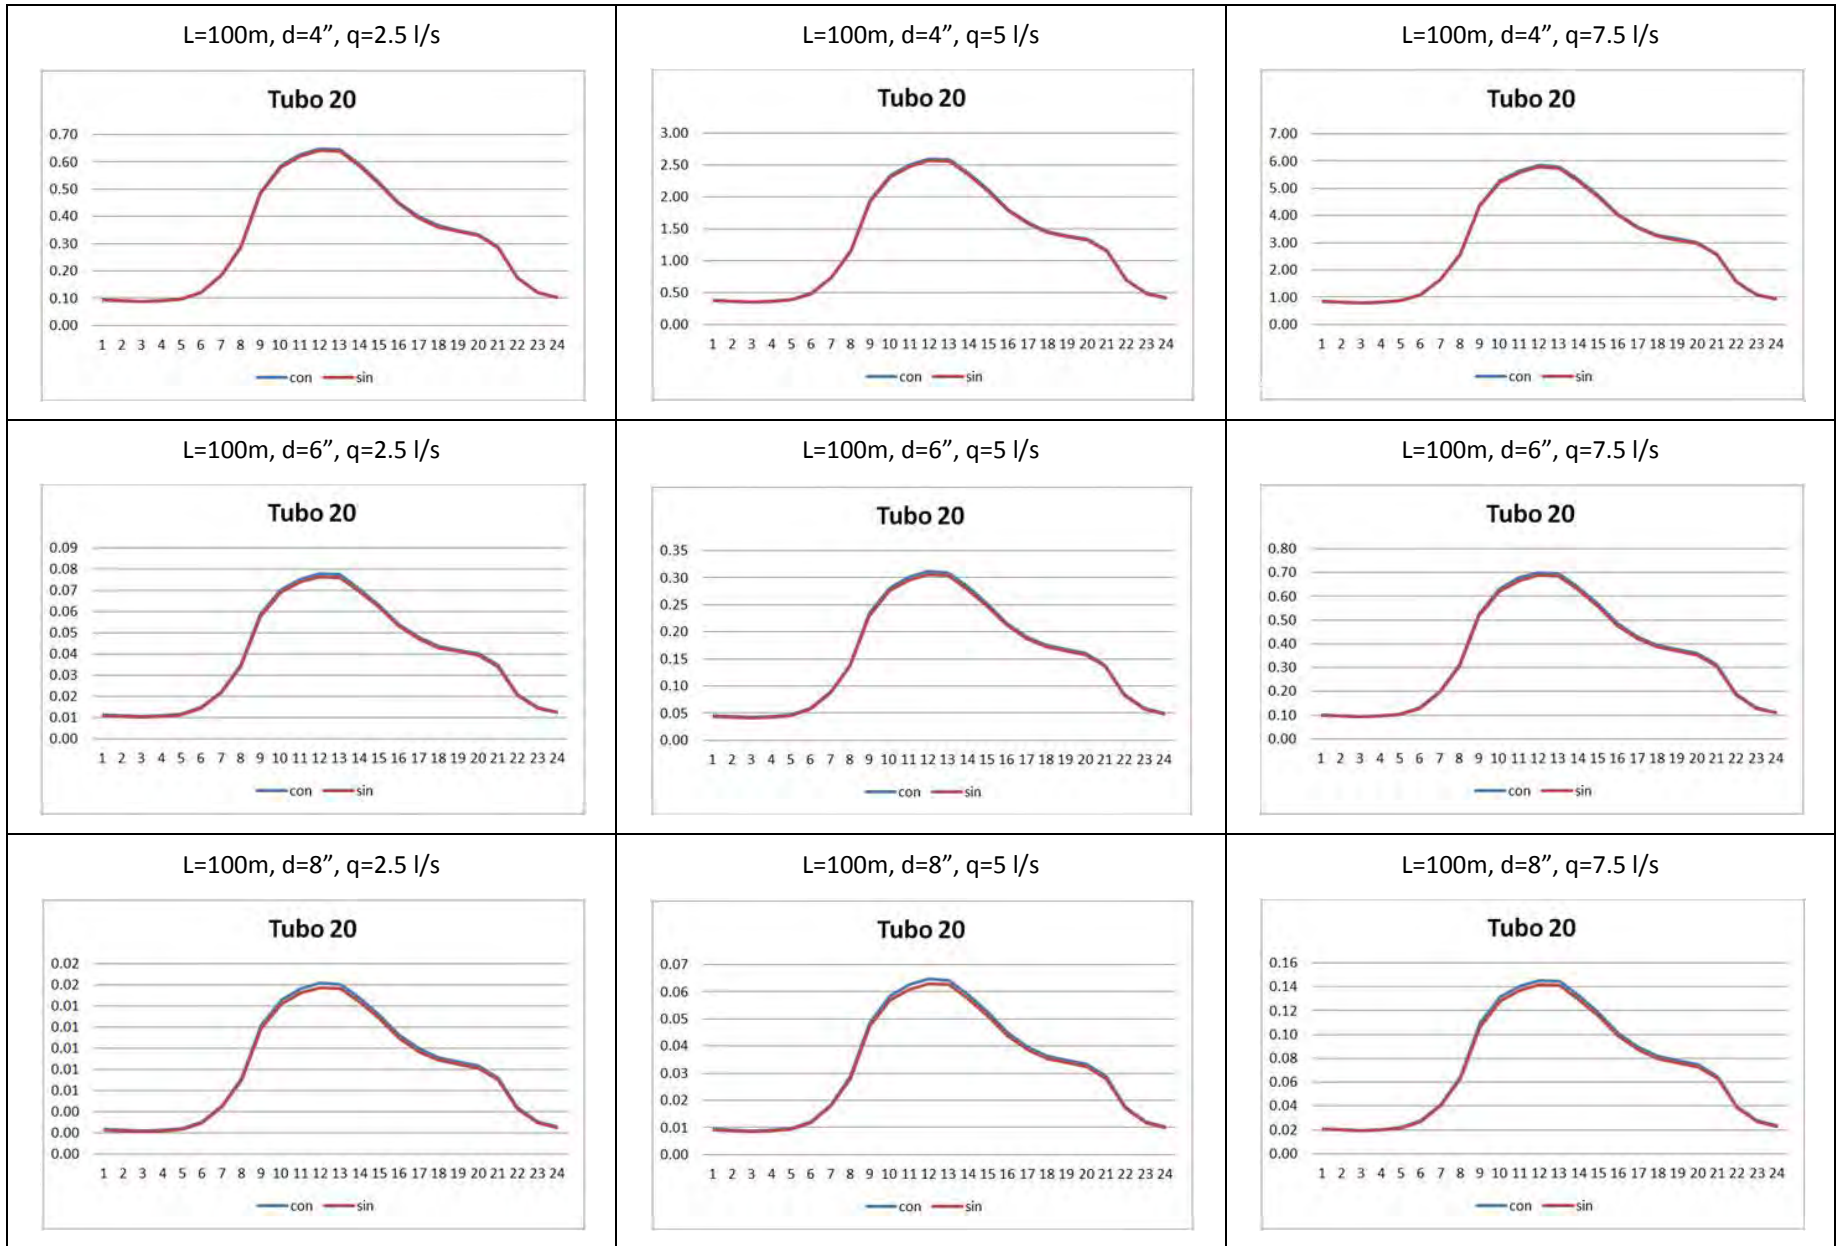 L=100m, d=4”, q=2.5 l/s
Tubo 20
0.70
0.60
0.50
0.40
0.30
0.20
0.10
0.00
1 2 3 4 5 6 7 8 9 10 11 12 13 14 15 16 17 18 19 20 21 22 23 24
con sin
L=100m, d=4”, q=5 l/s
Tubo 20
3.00
2.50
2.00
1.50
1.00
0.50
0.00
1 2 3 4 5 6 7 8 9 10 11 12 13 14 15 16 17 18 19 20 21 22 23 24
con sin
L=100m, d=4”, q=7.5 l/s
Tubo 20
7.00
6.00
5.00
4.00
3.00
2.00
1.00
0.00
1 2 3 4 5 6 7 8 9 10 11 12 13 14 15 16 17 18 19 20 21 22 23 24
con sin
L=100m, d=6”, q=2.5 l/s
Tubo 20
0.09
0.08
0.07
0.06
0.05
0.04
0.03
0.02
0.01
0.00
1 2 3 4 5 6 7 8 9 10 11 12 13 14 15 16 17 18 19 20 21 22 23 24
con sin
L=100m, d=6”, q=5 l/s
Tubo 20
0.35
0.30
0.25
0.20
0.15
0.10
0.05
0.00
1 2 3 4 5 6 7 8 9 10 11 12 13 14 15 16 17 18 19 20 21 22 23 24
con sin
L=100m, d=6”, q=7.5 l/s
Tubo 20
0.80
0.70
0.60
0.50
0.40
0.30
0.20
0.10
0.00
1 2 3 4 5 6 7 8 9 10 11 12 13 14 15 16 17 18 19 20 21 22 23 24
con sin
L=100m, d=8”, q=2.5 l/s
Tubo 20
0.02
0.02
0.01
0.01
0.01
0.01
0.01
0.00
0.00
0.00
1 2 3 4 5 6 7 8 9 10 11 12 13 14 15 16 17 18 19 20 21 22 23 24
con sin
L=100m, d=8”, q=5 l/s
Tubo 20
0.07
0.06
0.05
0.04
0.03
0.02
0.01
0.00
1 2 3 4 5 6 7 8 9 10 11 12 13 14 15 16 17 18 19 20 21 22 23 24
con sin
L=100m, d=8”, q=7.5 l/s
Tubo 20
0.16
0.14
0.12
0.10
0.08
0.06
0.04
0.02
0.00
1 2 3 4 5 6 7 8 9 10 11 12 13 14 15 16 17 18 19 20 21 22 23 24
con sin